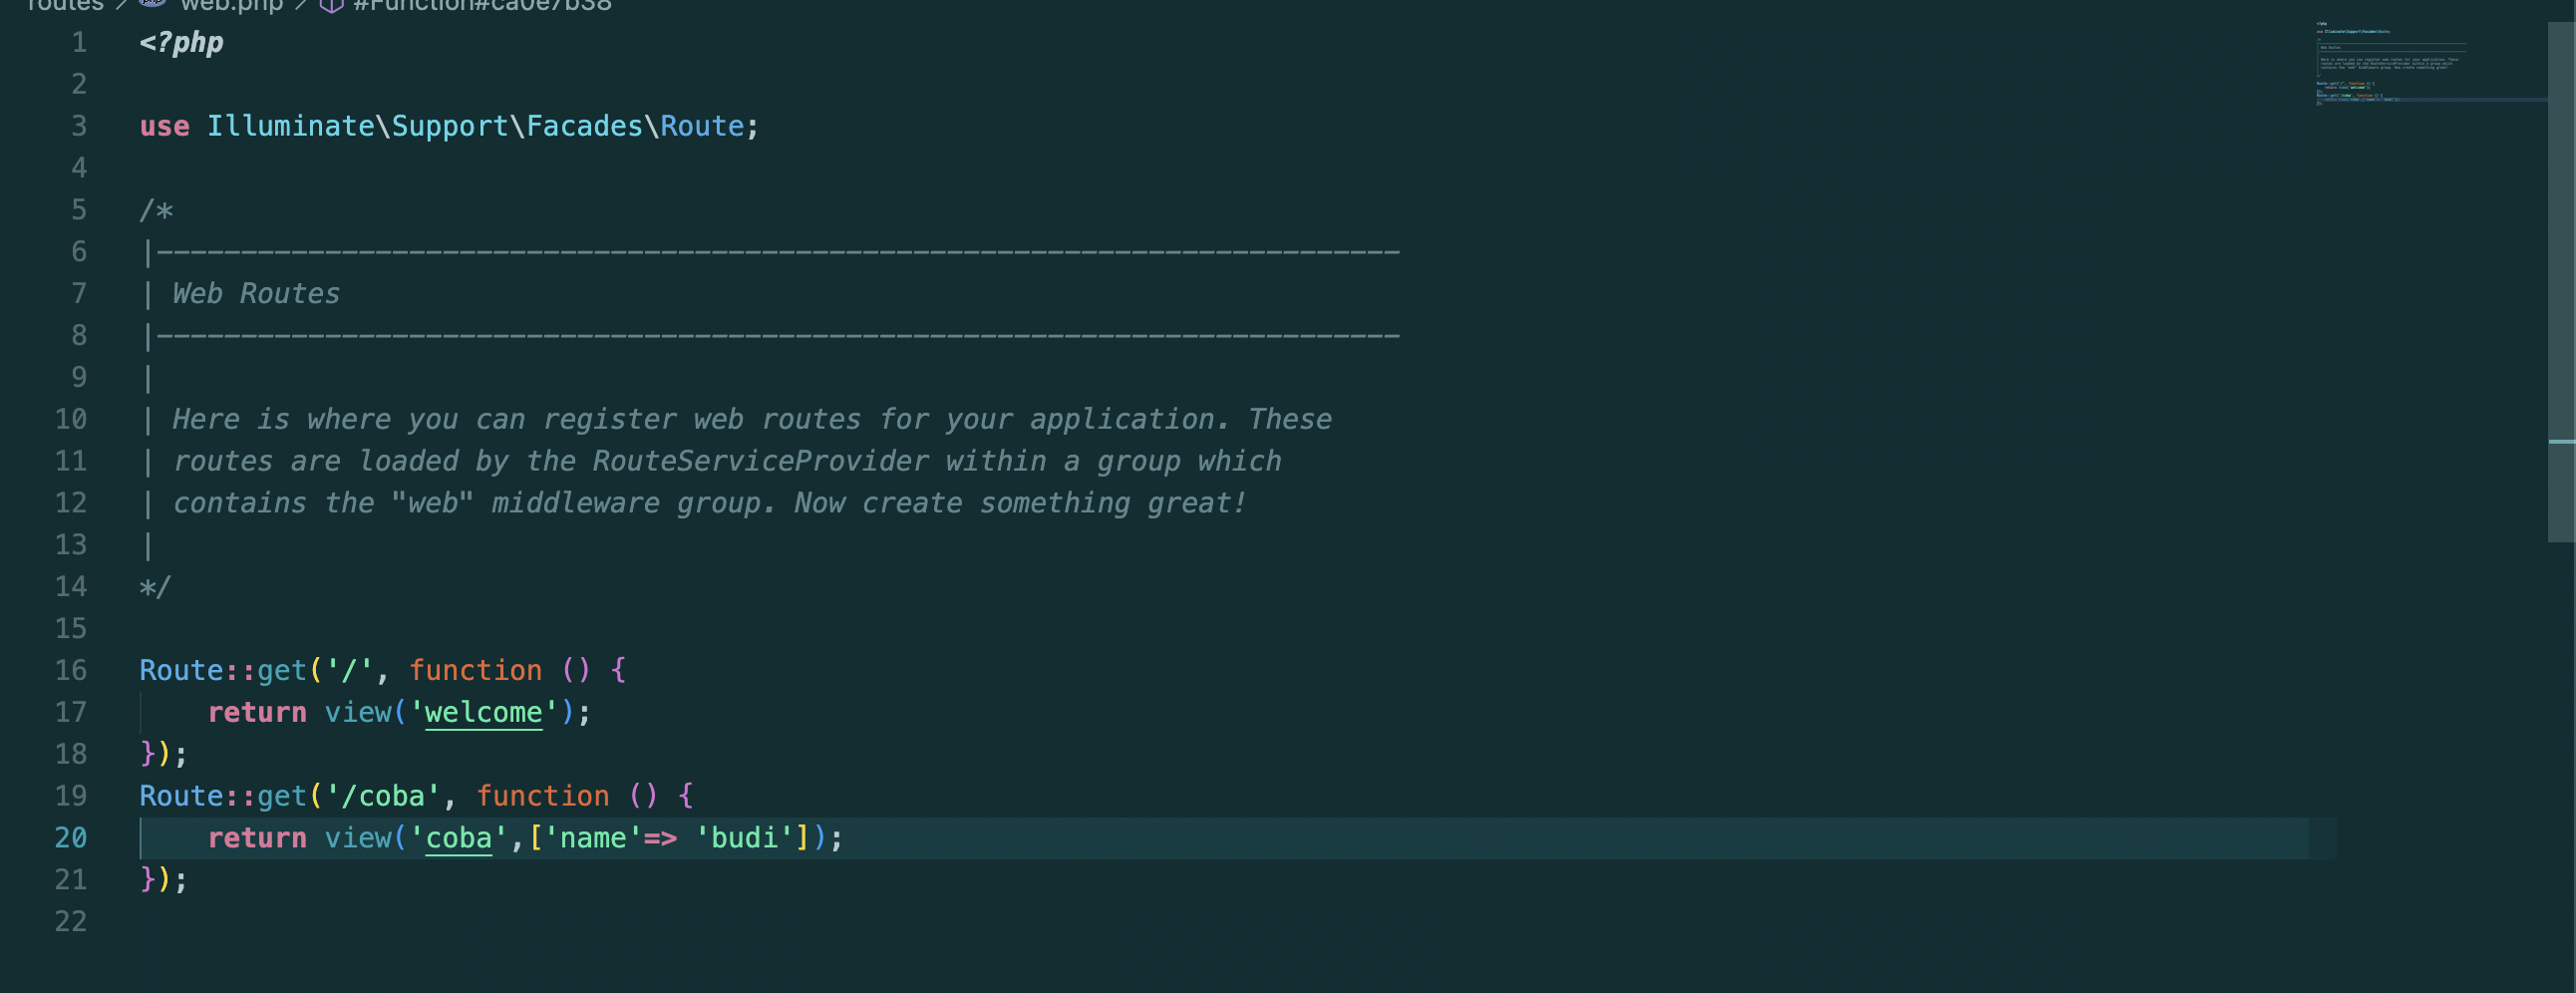 routes > web.php > #Function#ca0e7b38
1 <?php
2
3 use Illuminate\Support\Facades\Route;
4
5 /*
6 |--------------------------------------------------------------------------
7 | Web Routes
8 |--------------------------------------------------------------------------
9 |
10 | Here is where you can register web routes for your application. These
11 | routes are loaded by the RouteServiceProvider within a group which
12 | contains the "web" middleware group. Now create something great!
13 |
14 */
15
16 Route::get('/', function () {
17     return view('welcome');
18 });
19 Route::get('/coba', function () {
20     return view('coba',['name'=> 'budi']);
21 });
22